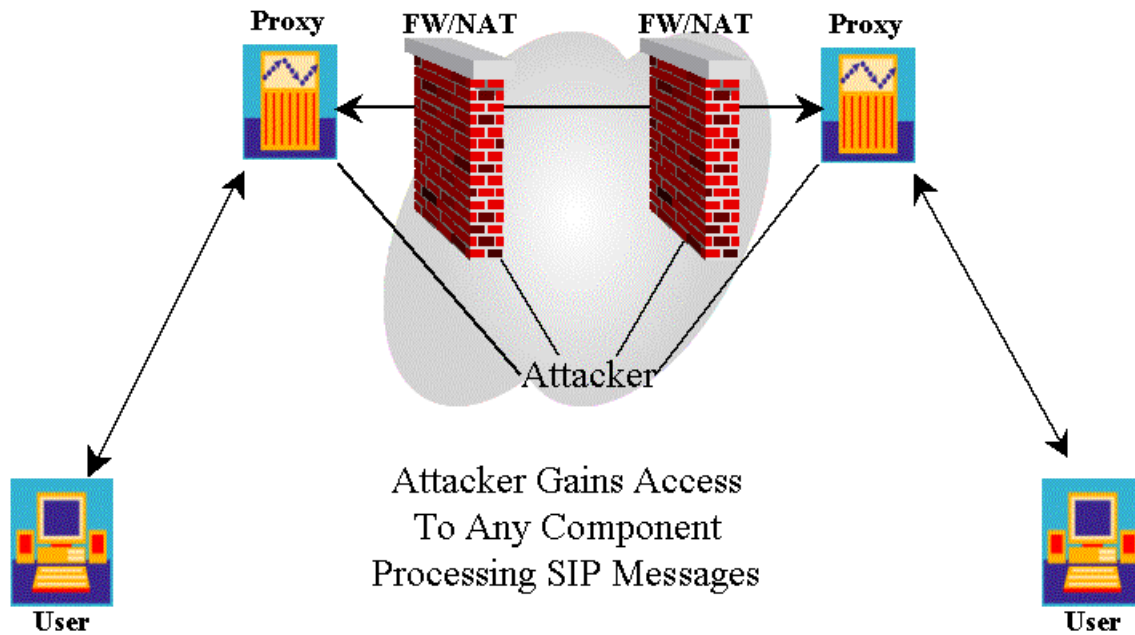 Proxy
FW/NAT
FW/NAT
Proxy
Attacker
Attacker Gains Access
To Any Component
Processing SIP Messages
User
User